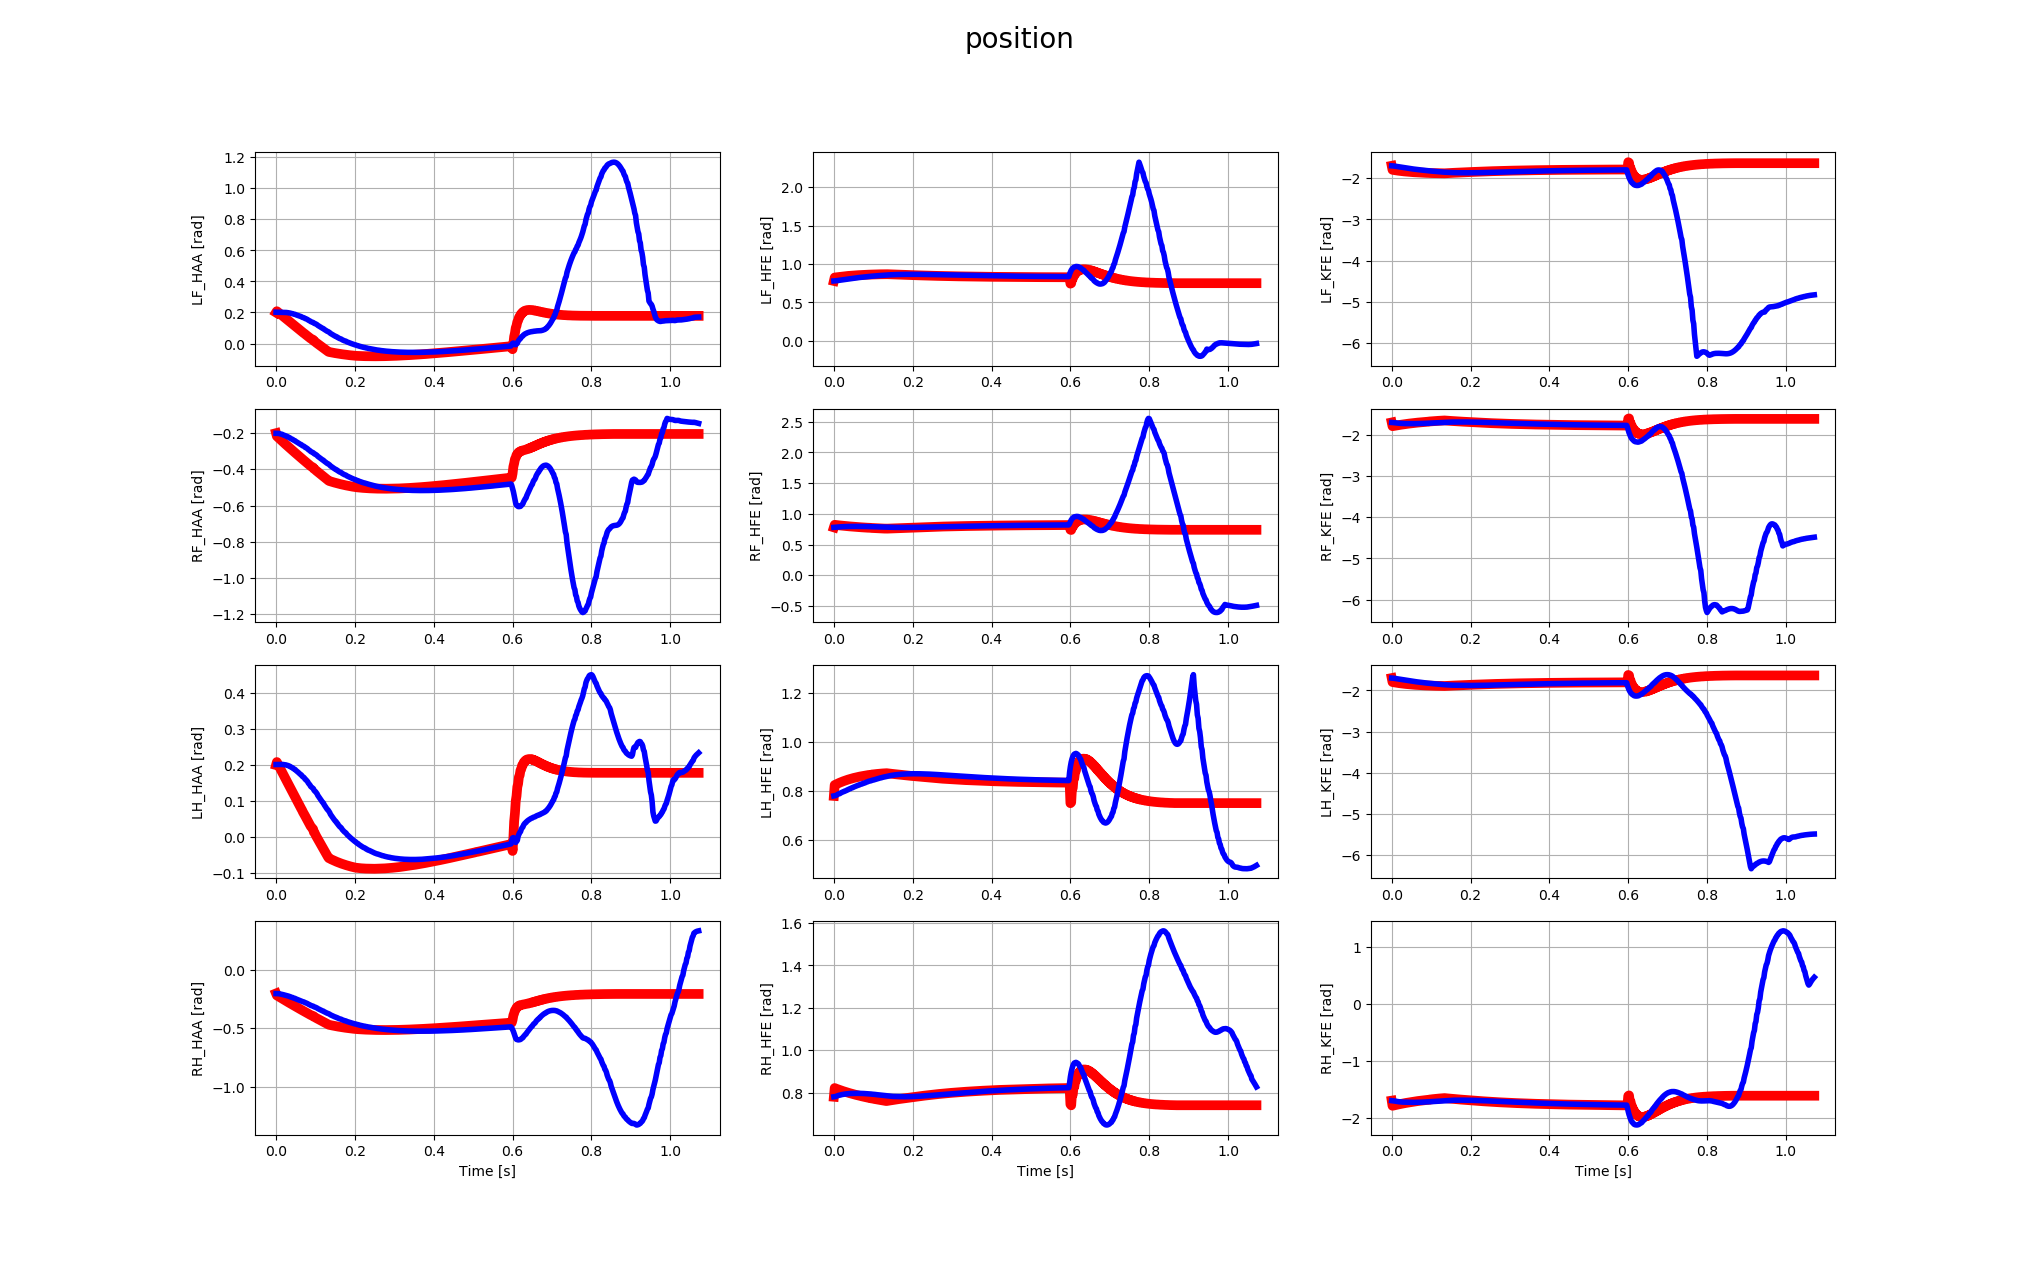 position
LF_HAA [rad]
1.2
1.0
0.8
0.6
0.4
0.2
0.0
0.0 0.2 0.4 0.6 0.8 1.0
LF_HFE [rad]
2.0
1.5
1.0
0.5
0.0
0.0 0.2 0.4 0.6 0.8 1.0
LF_KFE [rad]
−2
−3
−4
−5
−6
0.0 0.2 0.4 0.6 0.8 1.0
RF_HAA [rad]
−0.2
−0.4
−0.6
−0.8
−1.0
−1.2
0.0 0.2 0.4 0.6 0.8 1.0
RF_HFE [rad]
2.5
2.0
1.5
1.0
0.5
0.0
−0.5
0.0 0.2 0.4 0.6 0.8 1.0
RF_KFE [rad]
−2
−3
−4
−5
−6
0.0 0.2 0.4 0.6 0.8 1.0
LH_HAA [rad]
0.4
0.3
0.2
0.1
0.0
−0.1
0.0 0.2 0.4 0.6 0.8 1.0
LH_HFE [rad]
1.2
1.0
0.8
0.6
0.0 0.2 0.4 0.6 0.8 1.0
LH_KFE [rad]
−2
−3
−4
−5
−6
0.0 0.2 0.4 0.6 0.8 1.0
RH_HAA [rad]
0.0
−0.5
−1.0
0.0 0.2 0.4 0.6 0.8 1.0
Time [s]
RH_HFE [rad]
1.6
1.4
1.2
1.0
0.8
0.0 0.2 0.4 0.6 0.8 1.0
Time [s]
RH_KFE [rad]
1
0
−1
−2
0.0 0.2 0.4 0.6 0.8 1.0
Time [s]